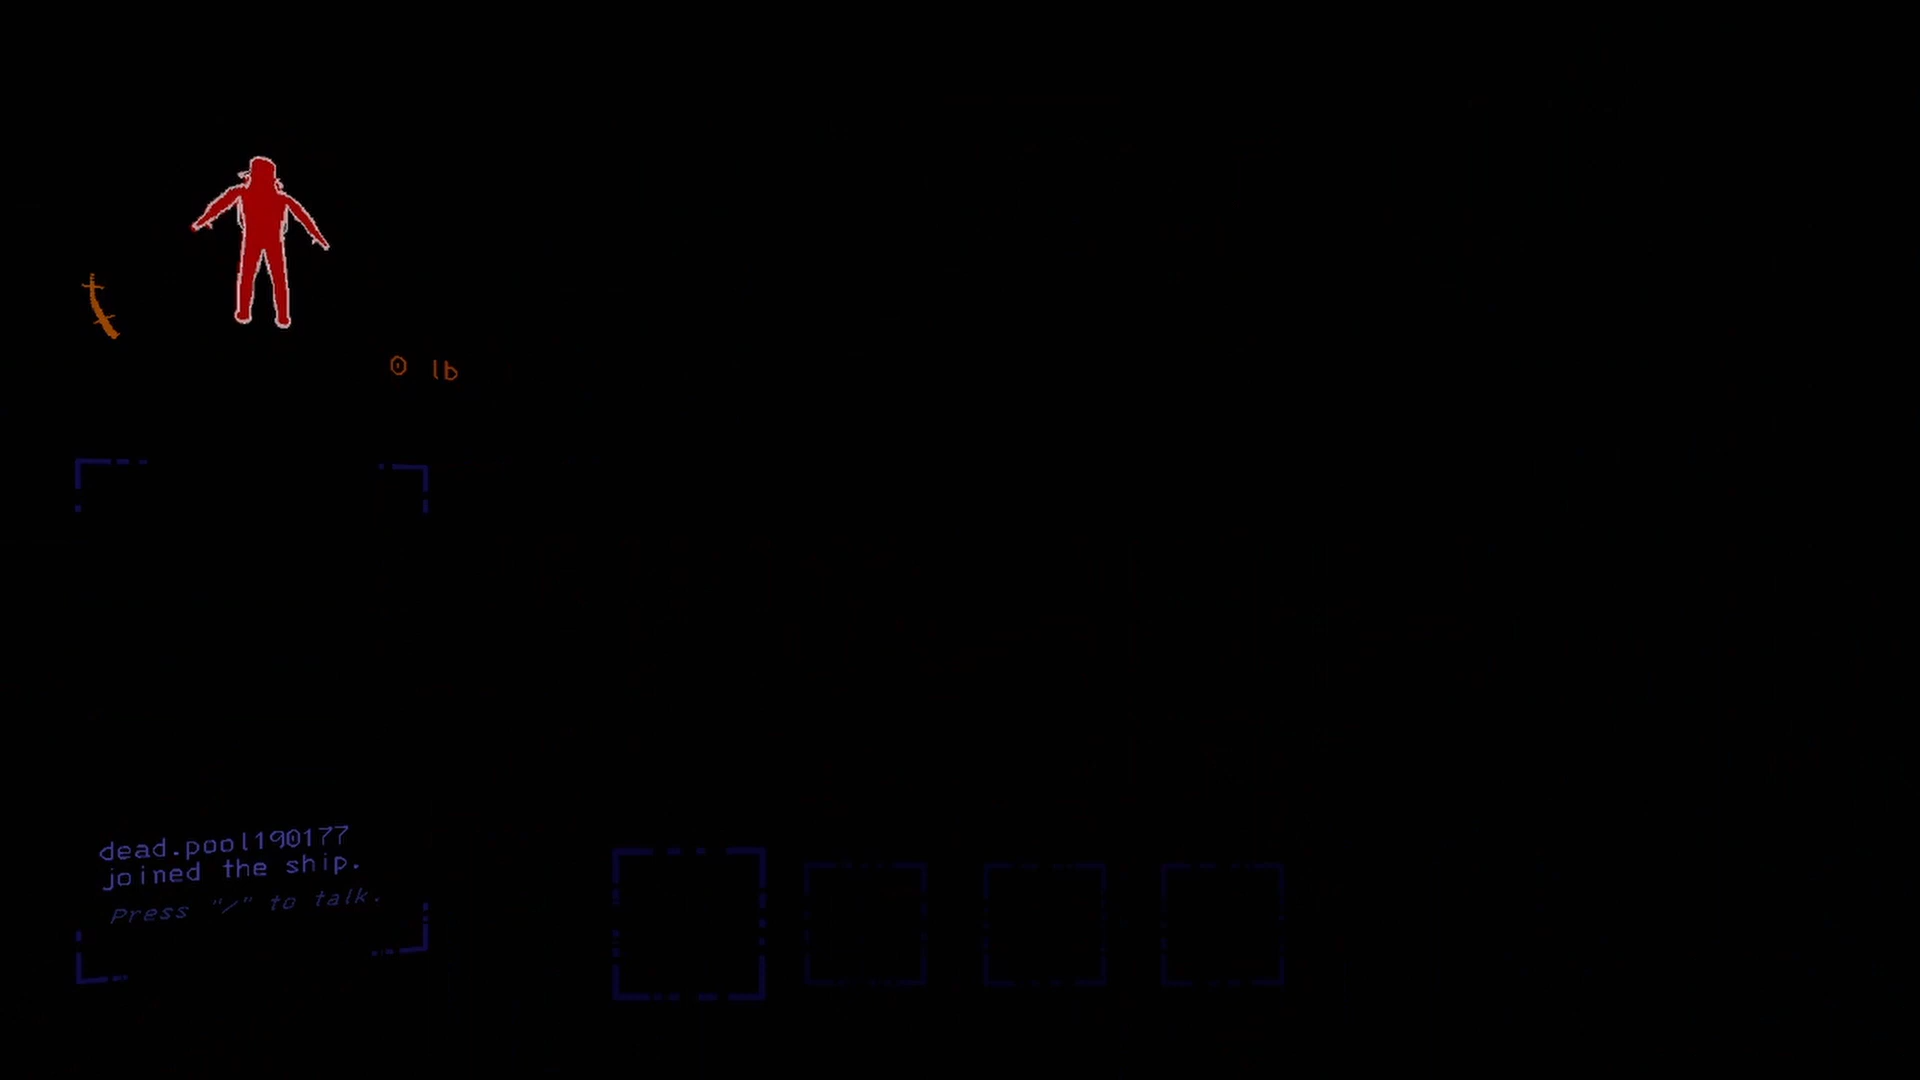 0 lb
dead.pool190177
joined the ship.
Press "/" to talk.